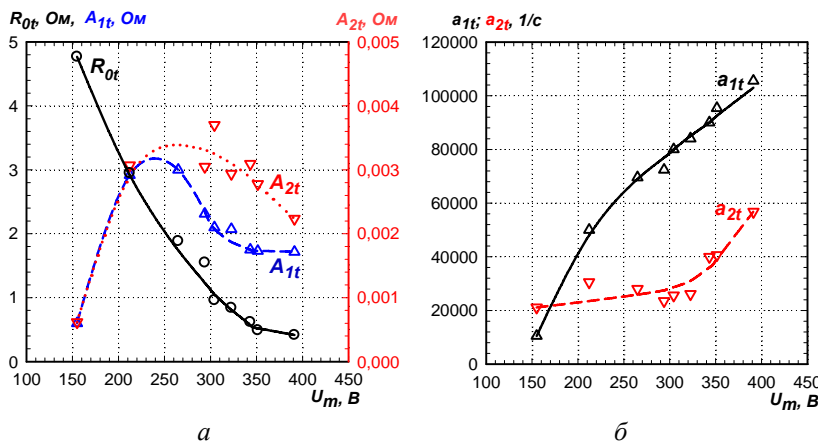 R0t, Ом, A1t, Ом
A2t, Ом
5
4
3
2
1
0
0,005
0,004
0,003
0,002
0,001
0,000
R0t
A2t
A1t
100 150 200 250 300 350 400 450
Um, В
а
a1t; a2t, 1/с
120000
100000
80000
60000
40000
20000
0
a1t
a2t
100 150 200 250 300 350 400 450
Um, В
б